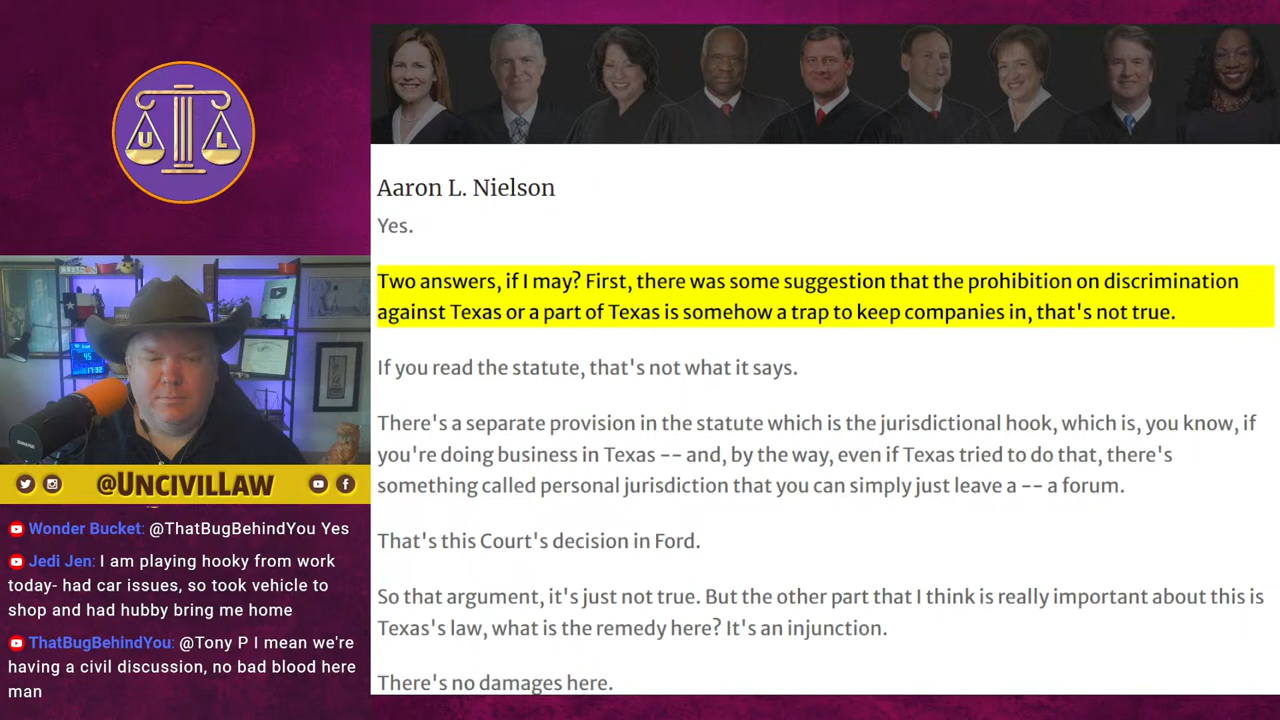 U L
Aaron L. Nielson
Yes.
Two answers, if I may? First, there was some suggestion that the prohibition on discrimination
against Texas or a part of Texas is somehow a trap to keep companies in, that's not true.
If you read the statute, that's not what it says.
There's a separate provision in the statute which is the jurisdictional hook, which is, you know, if
you're doing business in Texas -- and, by the way, even if Texas tried to do that, there's
something called personal jurisdiction that you can simply just leave a -- a forum.
That's this Court's decision in Ford.
So that argument, it's just not true. But the other part that I think is really important about this is
Texas's law, what is the remedy here? It's an injunction.
There's no damages here.
@UNCIVILLAW
Wonder Bucket: @ThatBugBehindYou Yes
Jedi Jen: I am playing hooky from work
today- had car issues, so took vehicle to
shop and had hubby bring me home
ThatBugBehindYou: @Tony P I mean we're
having a civil discussion, no bad blood here
man